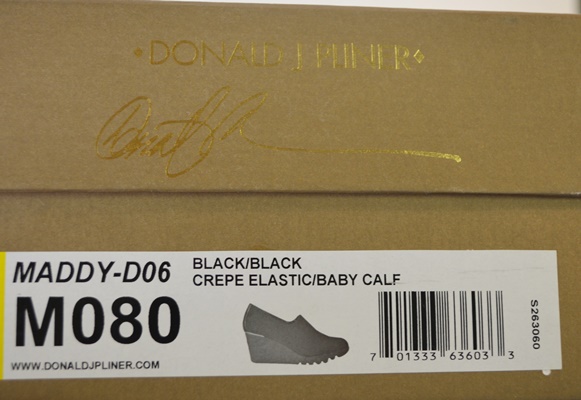 DONALD J PLINER
MADDY-D06
BLACK/BLACK
CREPE ELASTIC/BABY CALF
M080
WWW.DONALDJPLINER.COM
7 01333 63603 3
S263060